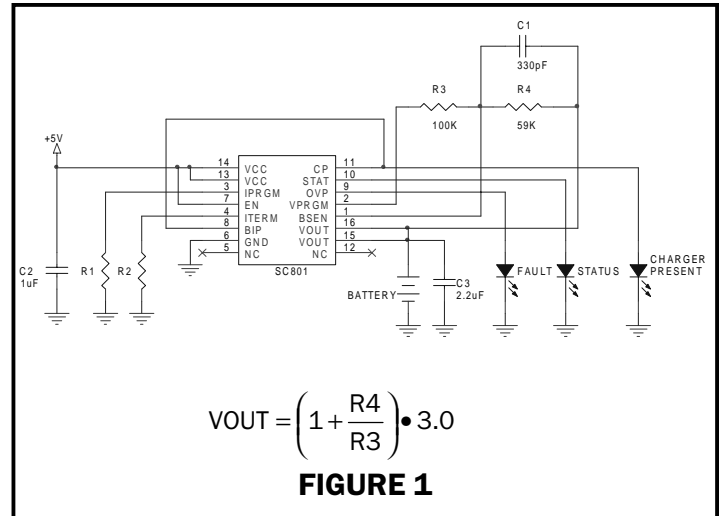 C1
330pF
R3
R4
100K
59K
+5V
14 VCC CP 11
13 VCC STAT 10
3 IPRGM OVP 9
7 EN VPRGM 2
4 ITERM BSEN 1
8 BIP VOUT 16
6 GND VOUT 15
5 NC NC 12
SC801
C2
1uF
R1
R2
BATTERY
C3
2.2uF
FAULT
STATUS
CHARGER
PRESENT
VOUT = (1 + R4/R3) • 3.0
FIGURE 1